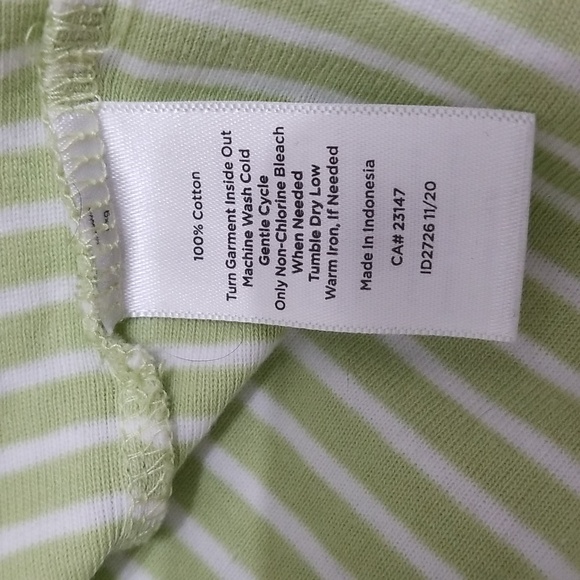 100% Cotton
Turn Garment Inside Out
Machine Wash Cold
Gentle Cycle
Only Non-Chlorine Bleach
When Needed
Tumble Dry Low
Warm Iron, If Needed
Made In Indonesia
CA# 23147
ID2726 11/20